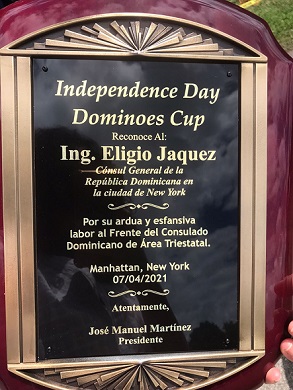 Independence Day
Dominoes Cup
Reconoce Al:
Ing. Eligio Jaquez
Cónsul General de la
República Dominicana en
la ciudad de New York
Por su ardua y esfansiva
labor al Frente del Consulado
Dominicano de Área Triestatal.
Manhattan, New York
07/04/2021
Atentamente,
José Manuel Martínez
Presidente